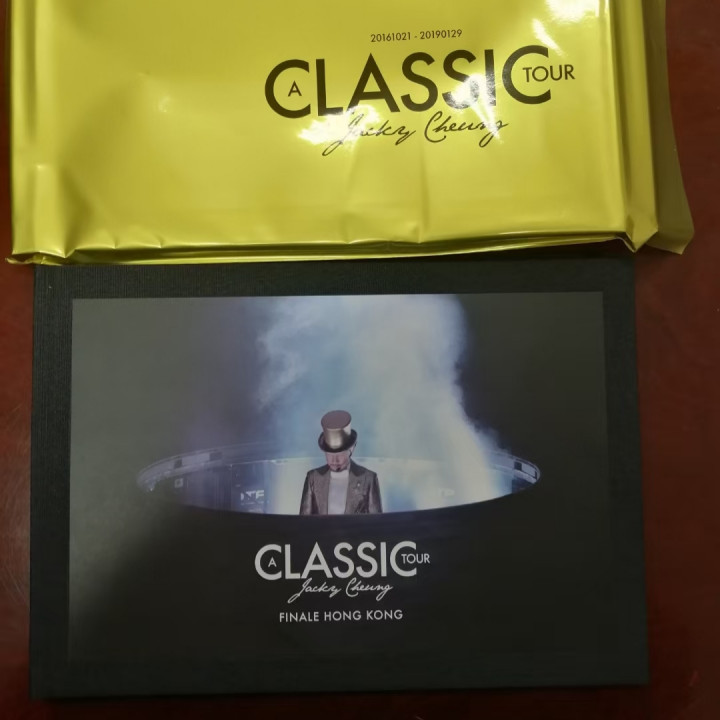 20161021 - 20190129
A CLASSIC TOUR
Jacky Cheung
A CLASSIC TOUR
Jacky Cheung
FINALE HONG KONG